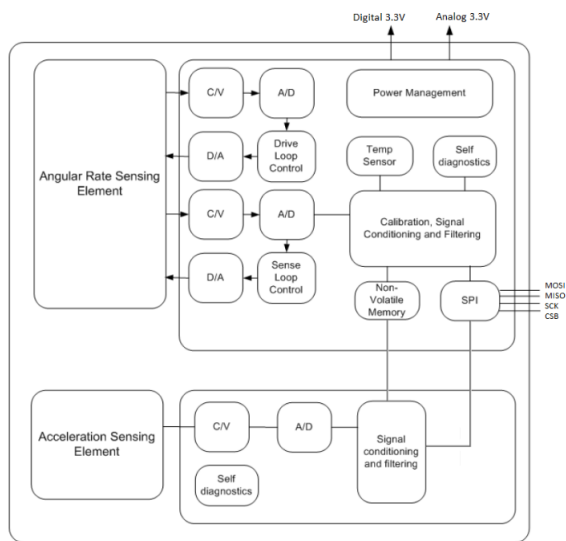 Digital 3.3V
Analog 3.3V
C/V
A/D
Power Management
D/A
Drive
Loop
Control
Temp
Sensor
Self
diagnostics
Angular Rate Sensing
Element
C/V
A/D
Calibration, Signal
Conditioning and Filtering
D/A
Sense
Loop
Control
Non-
Volatile
Memory
SPI
MOSI
MISO
SCK
CSB
Acceleration Sensing
Element
C/V
A/D
Signal
conditioning
and filtering
Self
diagnostics